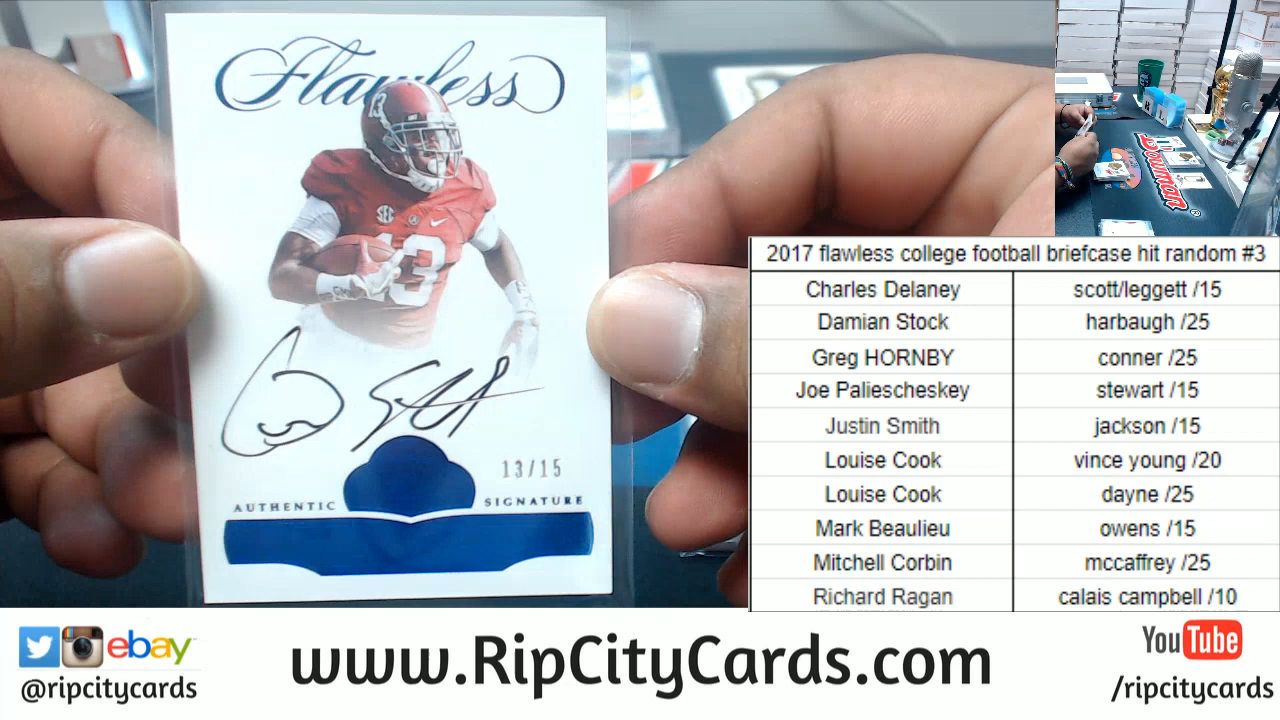 Flawless
13
SEC
13
13/15
AUTHENTIC SIGNATURE
Bowman
2017 flawless college football briefcase hit random #3
Charles Delaney scott/leggett /15
Damian Stock harbaugh /25
Greg HORNBY conner /25
Joe Paliescheskey stewart /15
Justin Smith jackson /15
Louise Cook vince young /20
Louise Cook dayne /25
Mark Beaulieu owens /15
Mitchell Corbin mccaffrey /25
Richard Ragan calais campbell /10
ebay
@ripcitycards
www.RipCityCards.com
YouTube
/ripcitycards